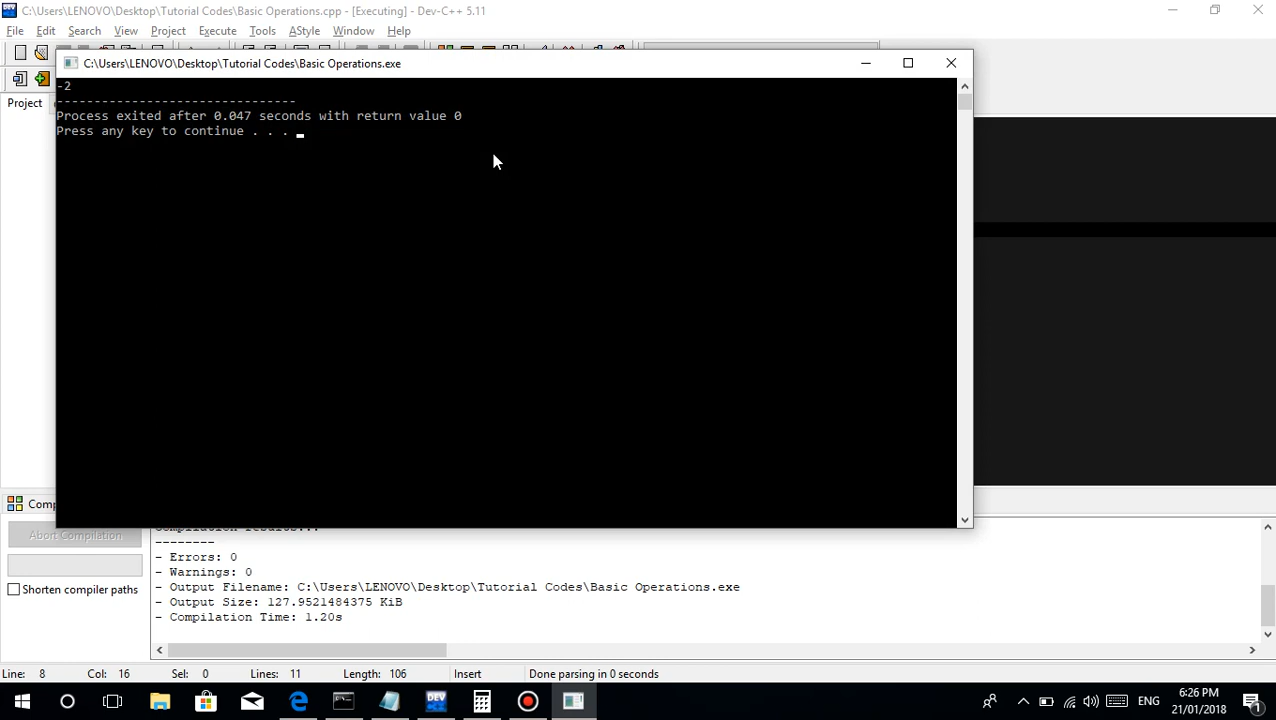 C:\Users\LENOVO\Desktop\Tutorial Codes\Basic Operations.cpp - [Executing] - Dev-C++ 5.11
File Edit Search View Project Execute Tools AStyle Window Help
C:\Users\LENOVO\Desktop\Tutorial Codes\Basic Operations.exe
-2
--------------------------------
Process exited after 0.047 seconds with return value 0
Press any key to continue . . .
Project
Abort Compilation
Shorten compiler paths
--------
- Errors: 0
- Warnings: 0
- Output Filename: C:\Users\LENOVO\Desktop\Tutorial Codes\Basic Operations.exe
- Output Size: 127.9521484375 KiB
- Compilation Time: 1.20s
Line: 8 Col: 16 Sel: 0 Lines: 11 Length: 106 Insert Done parsing in 0 seconds
DEV
ENG
6:26 PM
21/01/2018
1